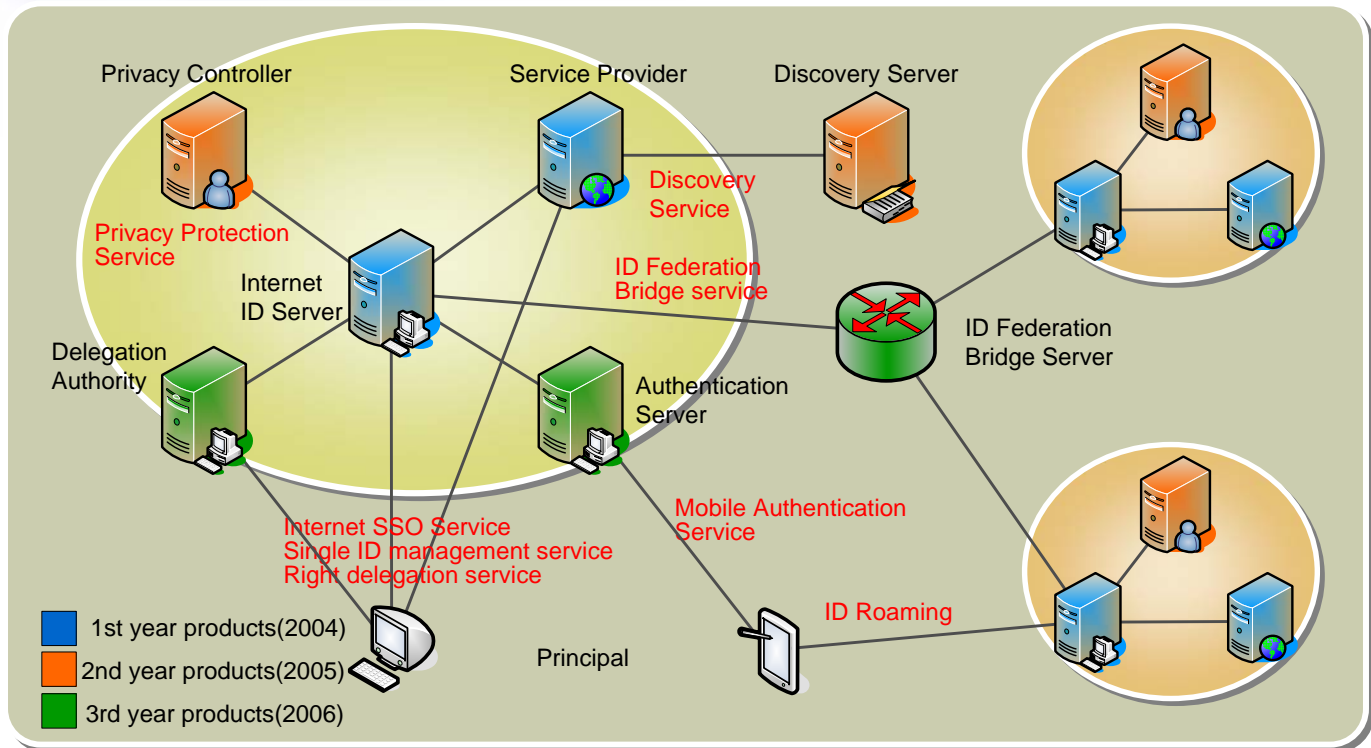 Privacy Controller
Service Provider
Discovery Server
Discovery
Service
Privacy Protection
Service
Internet
ID Server
ID Federation
Bridge service
ID Federation
Bridge Server
Delegation
Authority
Authentication
Server
Mobile Authentication
Service
Internet SSO Service
Single ID management service
Right delegation service
ID Roaming
Principal
1st year products(2004)
2nd year products(2005)
3rd year products(2006)